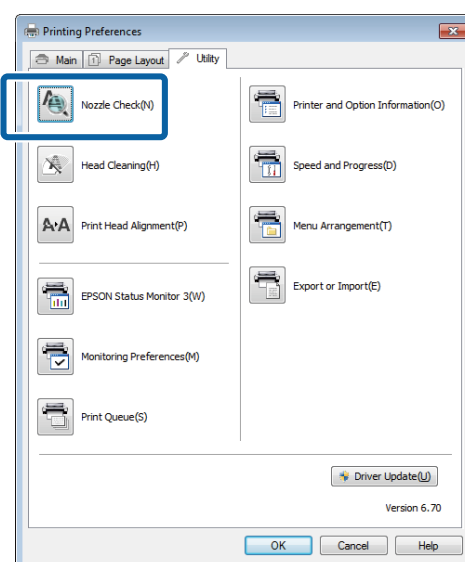 Printing Preferences
Main
Page Layout
Utility
Nozzle Check(N)
Printer and Option Information(O)
Head Cleaning(H)
Speed and Progress(D)
A A Print Head Alignment(P)
Menu Arrangement(T)
EPSON Status Monitor 3(W)
Export or Import(E)
Monitoring Preferences(M)
Print Queue(S)
Driver Update(U)
Version 6.70
OK
Cancel
Help